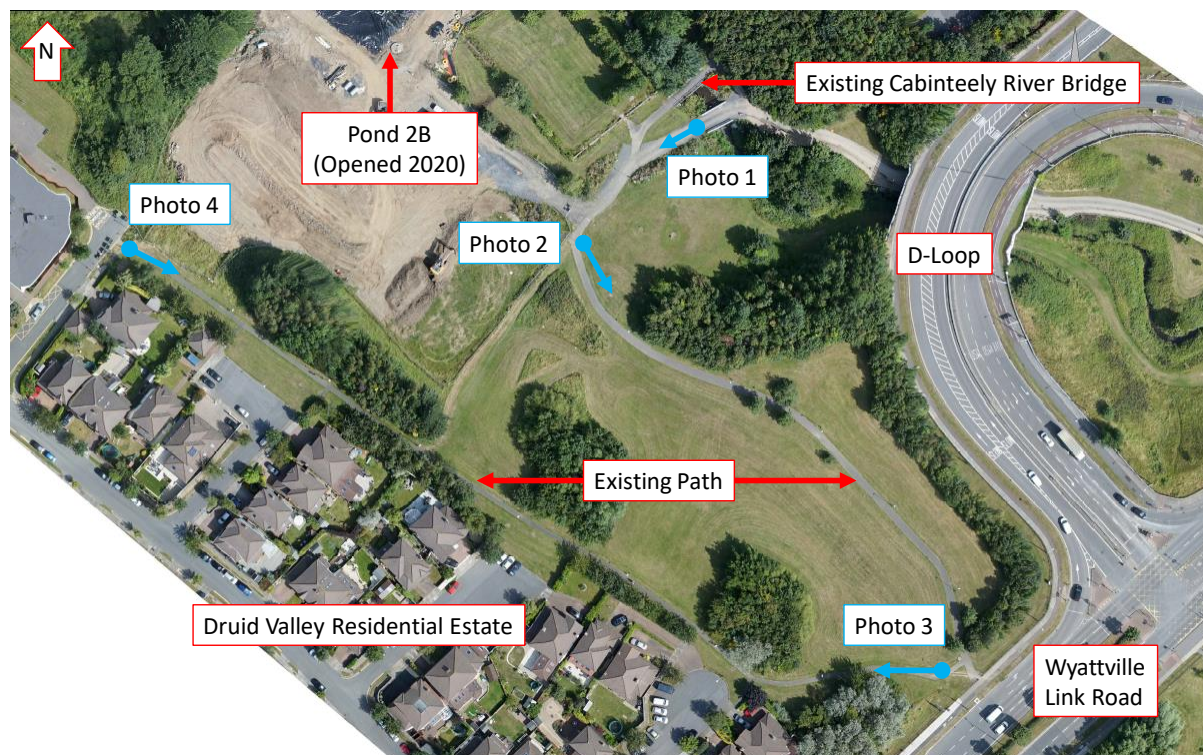 N
Existing Cabinteely River Bridge
Pond 2B
(Opened 2020)
Photo 1
Photo 4
Photo 2
D-Loop
Existing Path
Druid Valley Residential Estate
Photo 3
Wyattville
Link Road